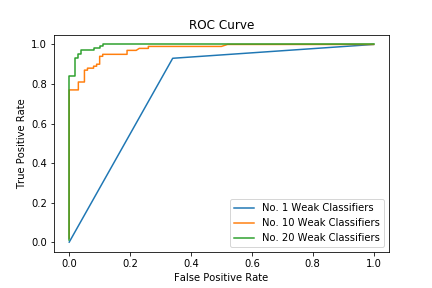 ROC Curve
True Positive Rate
1.0
0.8
0.6
0.4
0.2
0.0
No. 1 Weak Classifiers
No. 10 Weak Classifiers
No. 20 Weak Classifiers
0.0 0.2 0.4 0.6 0.8 1.0
False Positive Rate